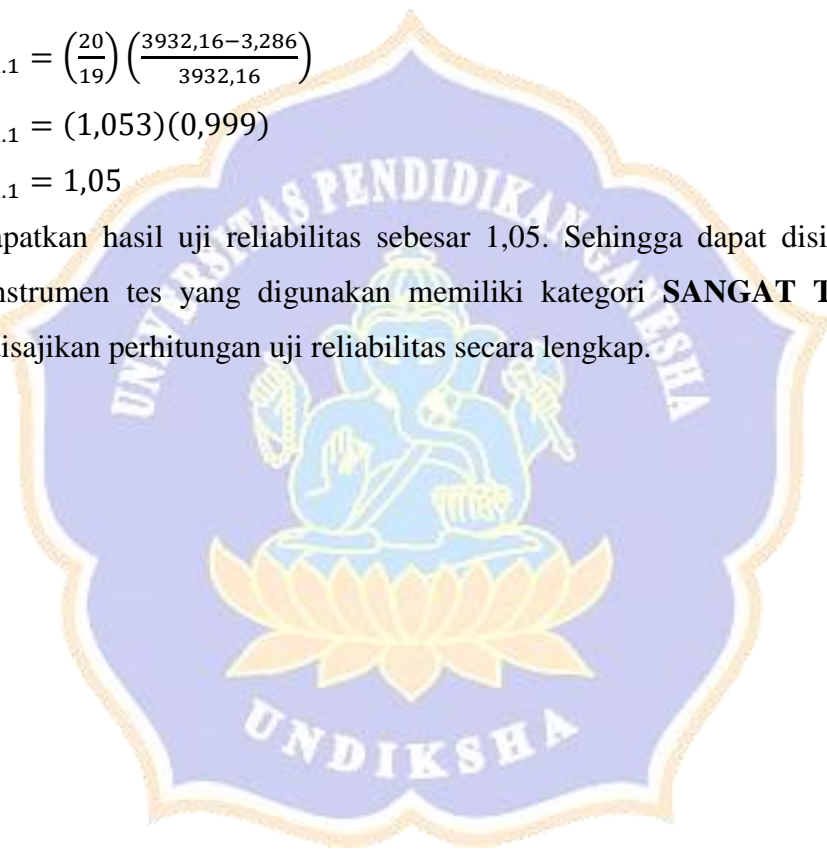 .1 = (20/19) (3932,16−3,286/3932,16)
.1 = (1,053)(0,999)
.1 = 1,05
apatkan hasil uji reliabilitas sebesar 1,05. Sehingga dapat disi
nstrumen tes yang digunakan memiliki kategori SANGAT T
isajikan perhitungan uji reliabilitas secara lengkap.
UNIVERSITAS PENDIDIKAN GANESHA
UNDIKSHA